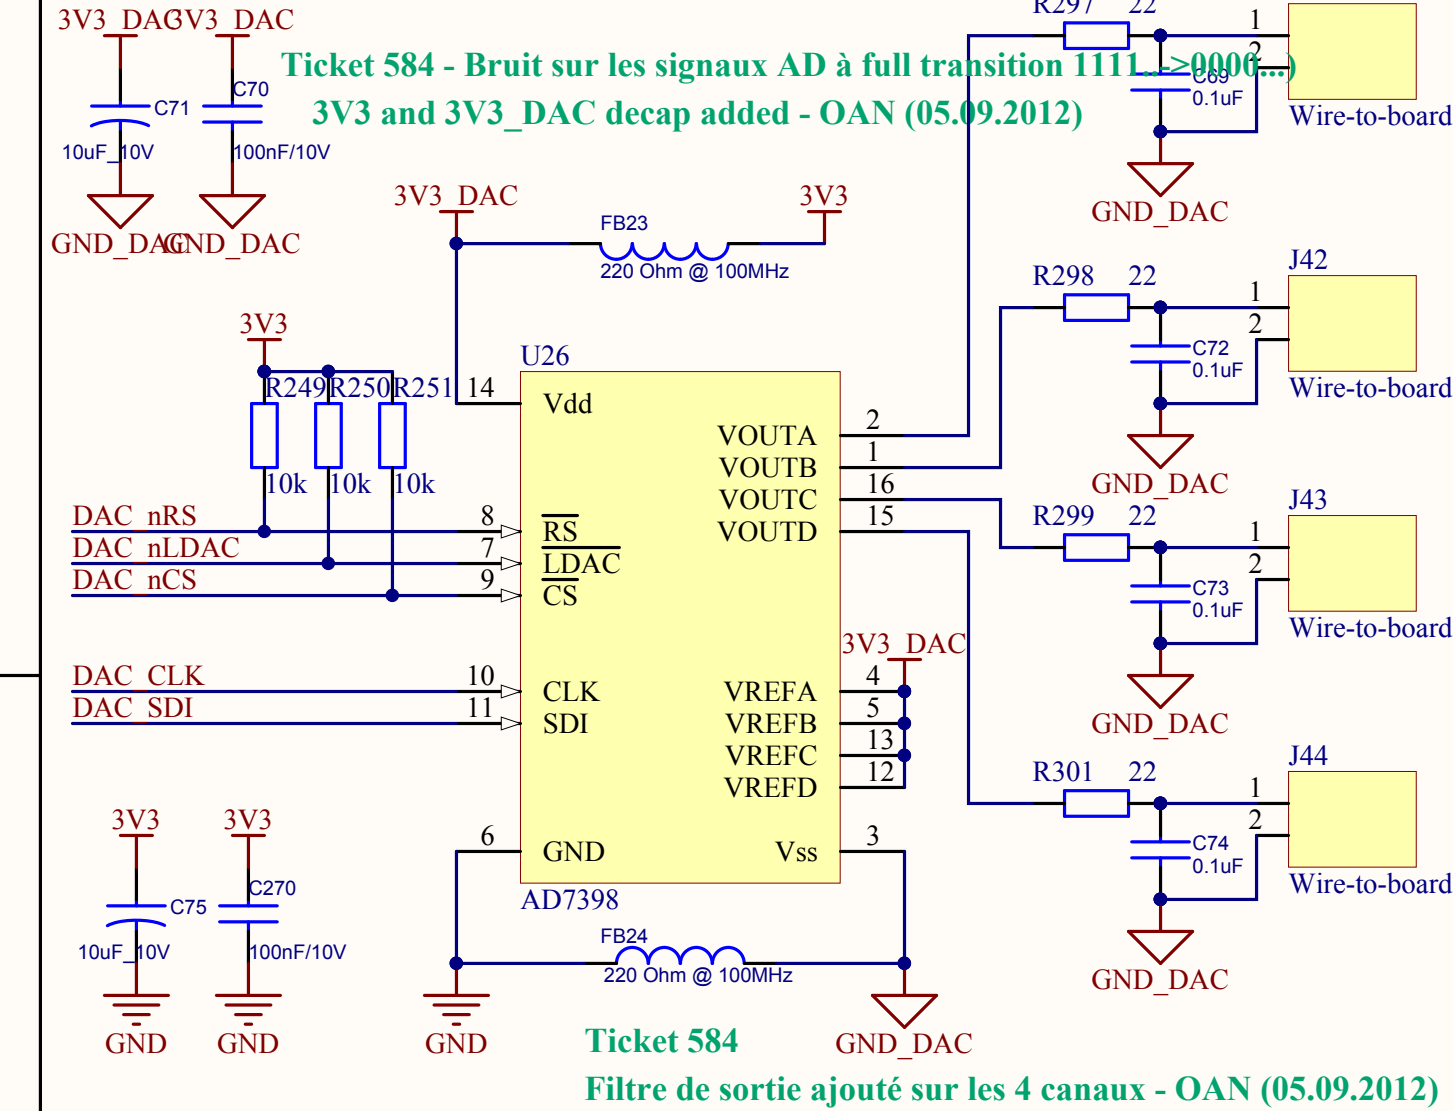 3V3_DAC
3V3_DAC
R297 22
Ticket 584 - Bruit sur les signaux AD à full transition 1111...->0000...)
3V3 and 3V3_DAC decap added - OAN (05.09.2012)
C71
10uF_10V
C70
100nF/10V
GND_DAC
GND_DAC
1
2
C69
0.1uF
Wire-to-board
GND_DAC
3V3_DAC
3V3
FB23
220 Ohm @ 100MHz
3V3
R249
R250
R251
10k
10k
10k
DAC_nRS
DAC_nLDAC
DAC_nCS
DAC_CLK
DAC_SDI
U26
14
Vdd
8
RS
7
LDAC
9
CS
10
CLK
11
SDI
6
GND
VOUTA
2
VOUTB
1
VOUTC
16
VOUTD
15
3V3_DAC
VREFA
4
VREFB
5
VREFC
13
VREFD
12
Vss
3
AD7398
R298 22
J42
1
2
C72
0.1uF
Wire-to-board
GND_DAC
R299 22
J43
1
2
C73
0.1uF
Wire-to-board
GND_DAC
R301 22
J44
1
2
C74
0.1uF
Wire-to-board
GND_DAC
3V3
3V3
C75
10uF_10V
C270
100nF/10V
GND
GND
FB24
220 Ohm @ 100MHz
GND
GND_DAC
Ticket 584
Filtre de sortie ajouté sur les 4 canaux - OAN (05.09.2012)